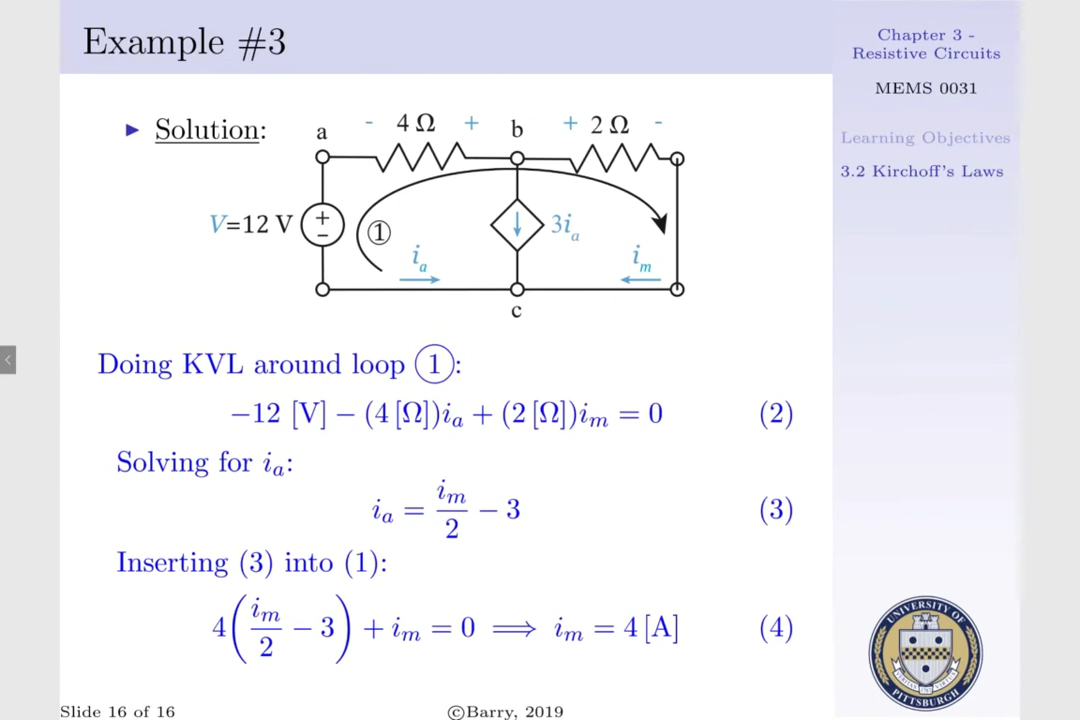 Example #3
Chapter 3 -
Resistive Circuits
MEMS 0031
Learning Objectives
3.2 Kirchoff's Laws
▶ Solution:
a - 4 Ω + b + 2 Ω -
V=12 V + − 1 ↓ 3i_a
i_a i_m
c
Doing KVL around loop ①:
−12 [V] − (4 [Ω])i_a + (2 [Ω])i_m = 0 (2)
Solving for i_a:
i_a = i_m/2 − 3 (3)
Inserting (3) into (1):
4(i_m/2 − 3) + i_m = 0 ⟹ i_m = 4 [A] (4)
UNIVERSITY OF
PITTSBURGH
Slide 16 of 16
©Barry, 2019